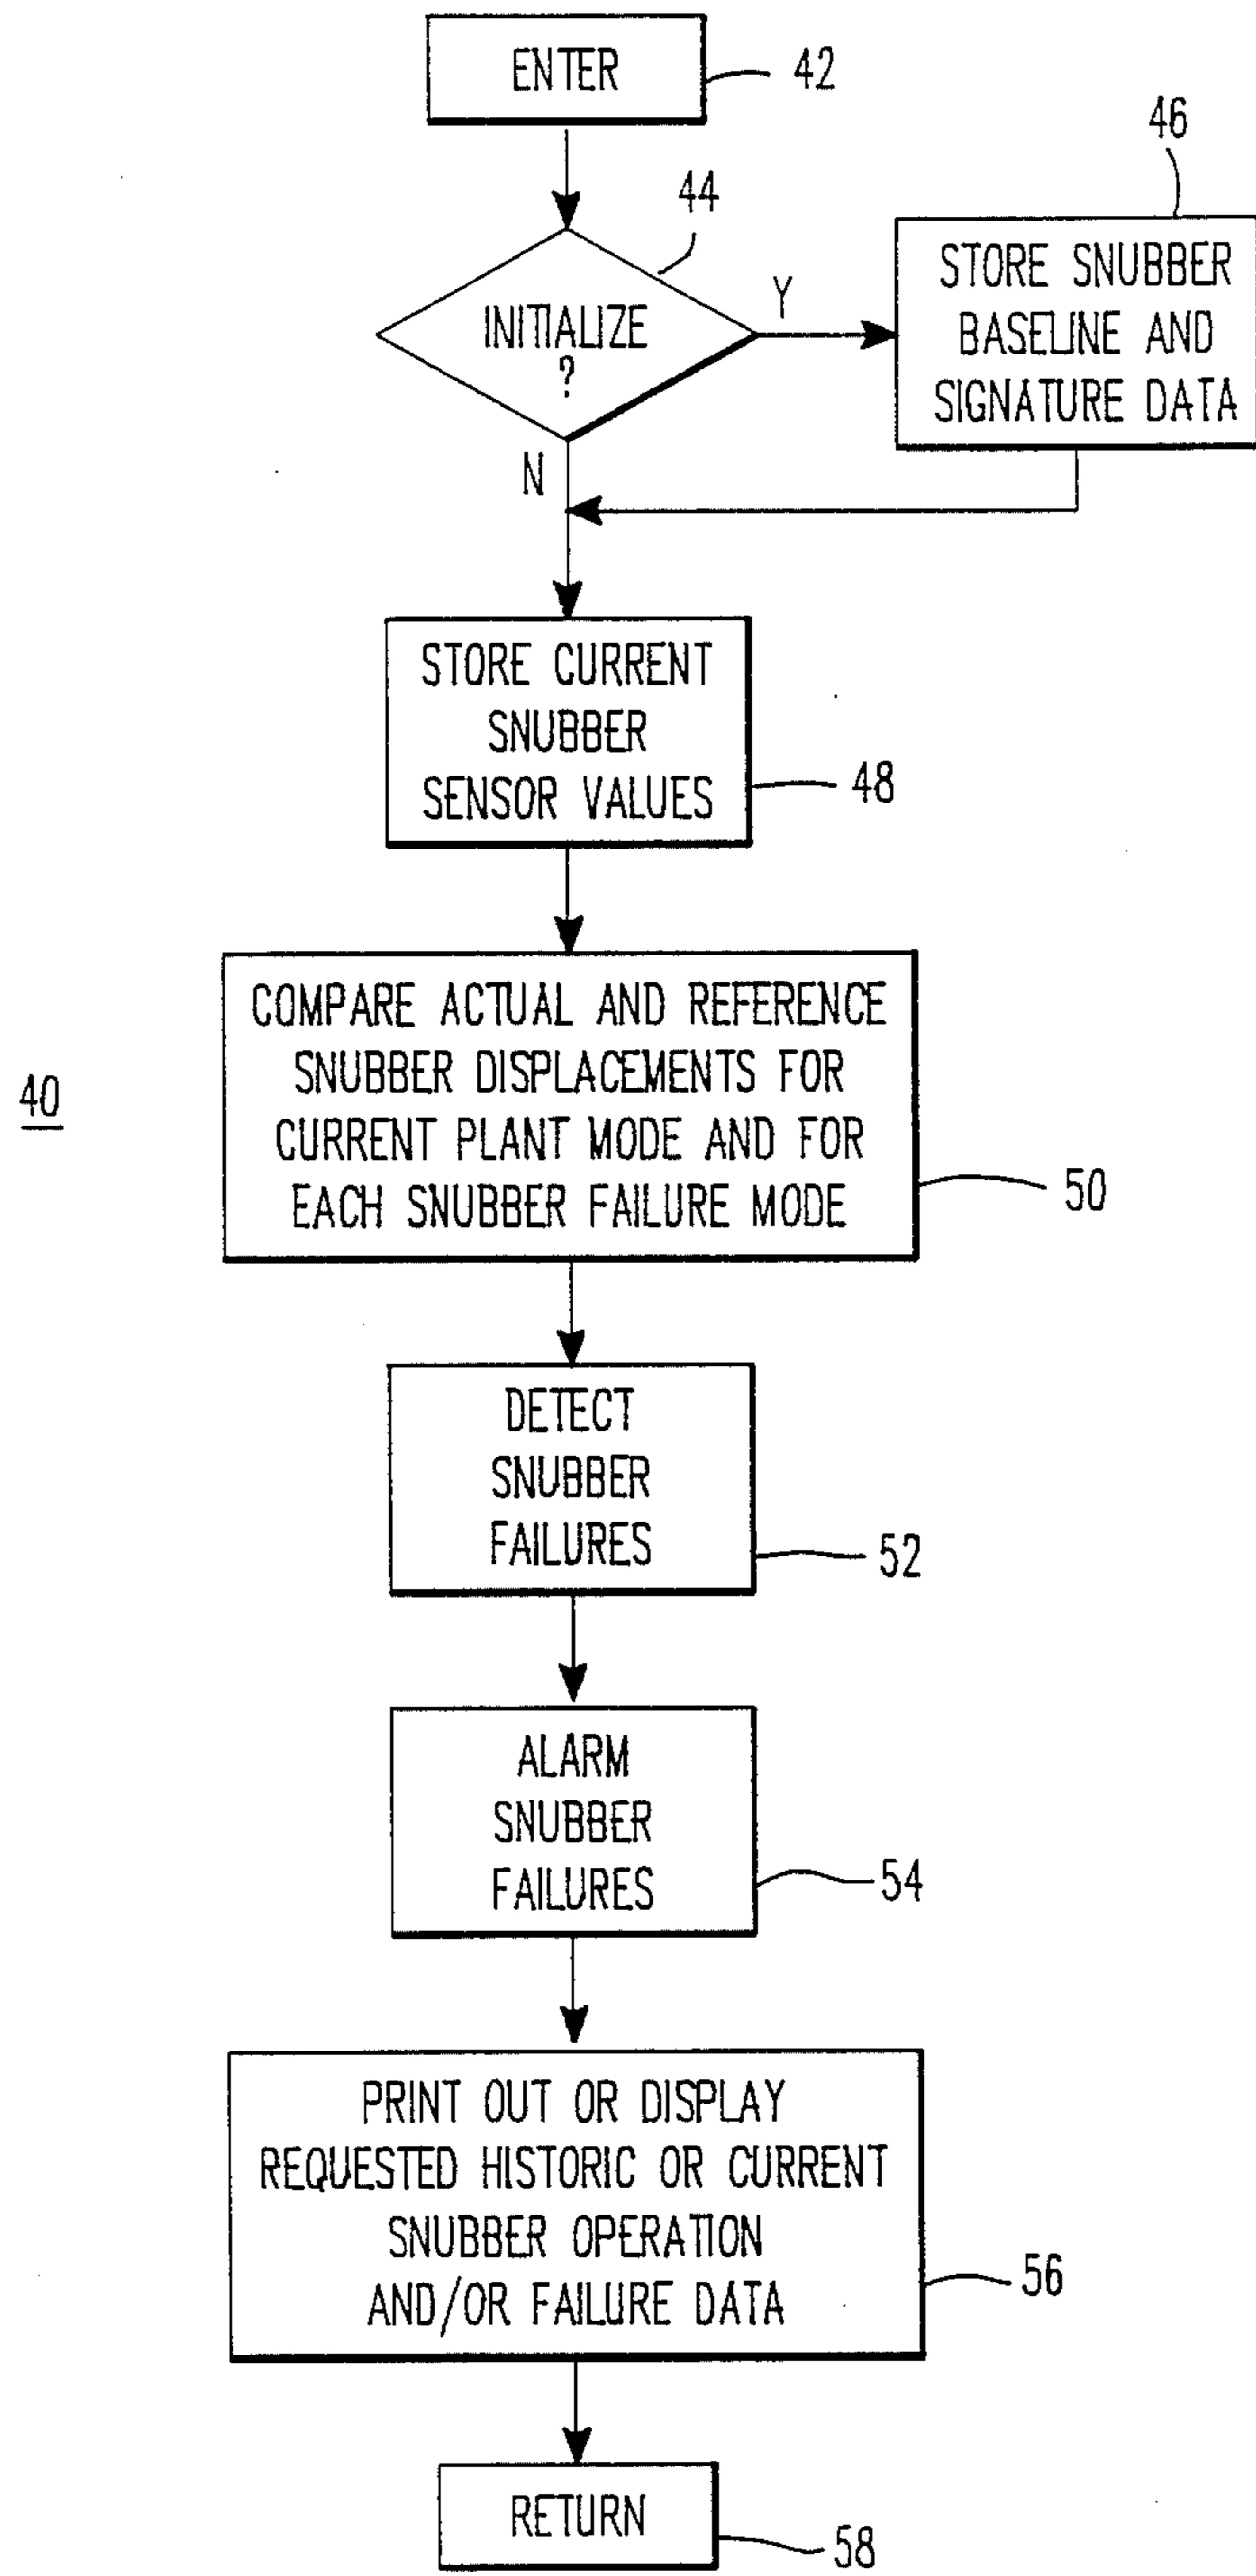 ENTER
42
46
44
STORE SNUBBER
BASELINE AND
SIGNATURE DATA
INITIALIZE
?
Y
N
STORE CURRENT
SNUBBER
SENSOR VALUES
48
COMPARE ACTUAL AND REFERENCE
SNUBBER DISPLACEMENTS FOR
CURRENT PLANT MODE AND FOR
EACH SNUBBER FAILURE MODE
40
50
DETECT
SNUBBER
FAILURES
52
ALARM
SNUBBER
FAILURES
54
PRINT OUT OR DISPLAY
REQUESTED HISTORIC OR CURRENT
SNUBBER OPERATION
AND/OR FAILURE DATA
56
RETURN
58